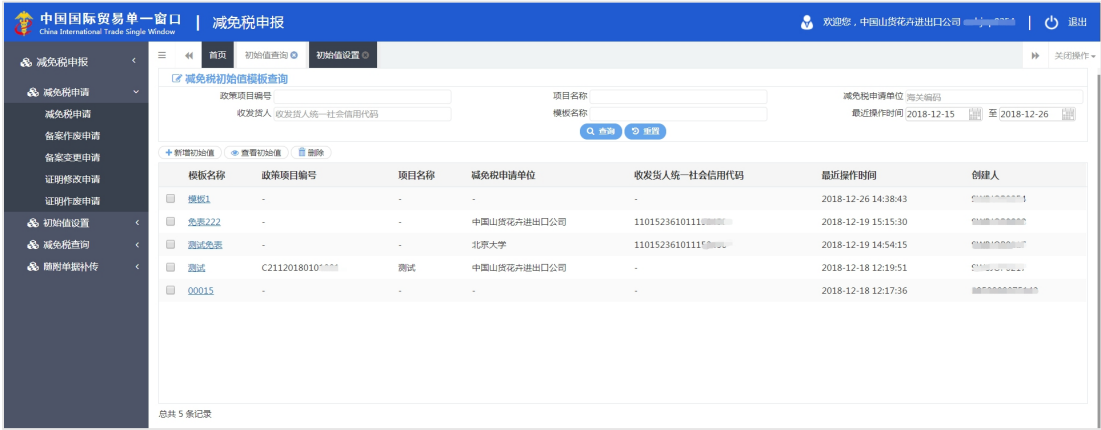 中国国际贸易单一窗口 | 减免税申报
China International Trade Single Window
欢迎您，中国山货花卉进出口公司
退出
减免税申报
首页 初始值查询 初始值设置 关闭操作
减免税申请
减免税申请
备案作废申请
备案变更申请
证明修改申请
证明作废申请
初始值设置
减免税查询
随附单据补传
减免税初始值模板查询
政策项目编号 项目名称 减免税申请单位 海关编码
收发货人 收发货人统一社会信用代码 模板名称 最近操作时间 2018-12-15 至 2018-12-26
查询 重置
新增初始值 查看初始值 删除
模板名称 政策项目编号 项目名称 减免税申请单位 收发货人统一社会信用代码 最近操作时间 创建人
模板1 - - - - 2018-12-26 14:38:43
免表222 - - 中国山货花卉进出口公司 1101523610111 2018-12-19 15:15:30
测试免表 - - 北京大学 1101523610111 2018-12-19 14:54:15
测试 C21120180101 测试 中国山货花卉进出口公司 - 2018-12-18 12:19:51
00015 - - - - 2018-12-18 12:17:36
总共 5 条记录